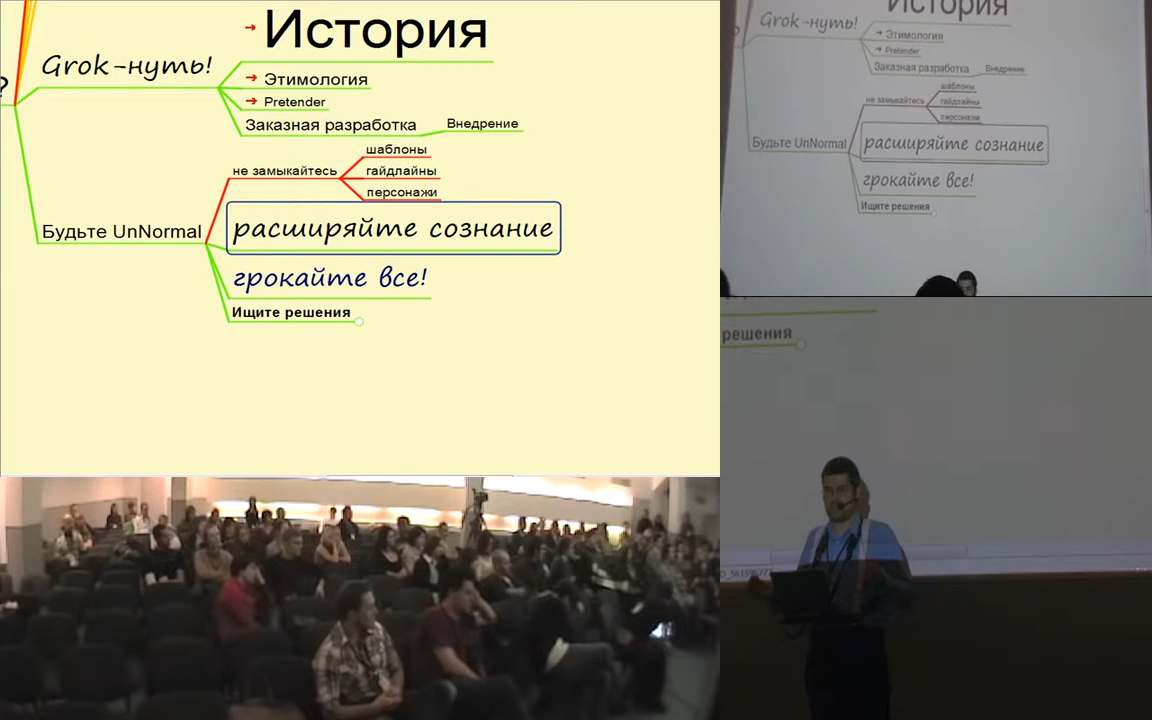 История
Grok-нуть!
?
Этимология
Pretender
Заказная разработка
Внедрение
шаблоны
не замыкайтесь
гайдлайны
персонажи
Будьте UnNormal
расширяйте сознание
грокайте все!
Ищите решения
История
Grok-нуть!
Этимология
Pretender
Заказная разработка
Внедрение
шаблоны
не замыкайтесь
гайдлайны
персонажи
Будьте UnNormal
расширяйте сознание
грокайте все!
Ищите решения
решения